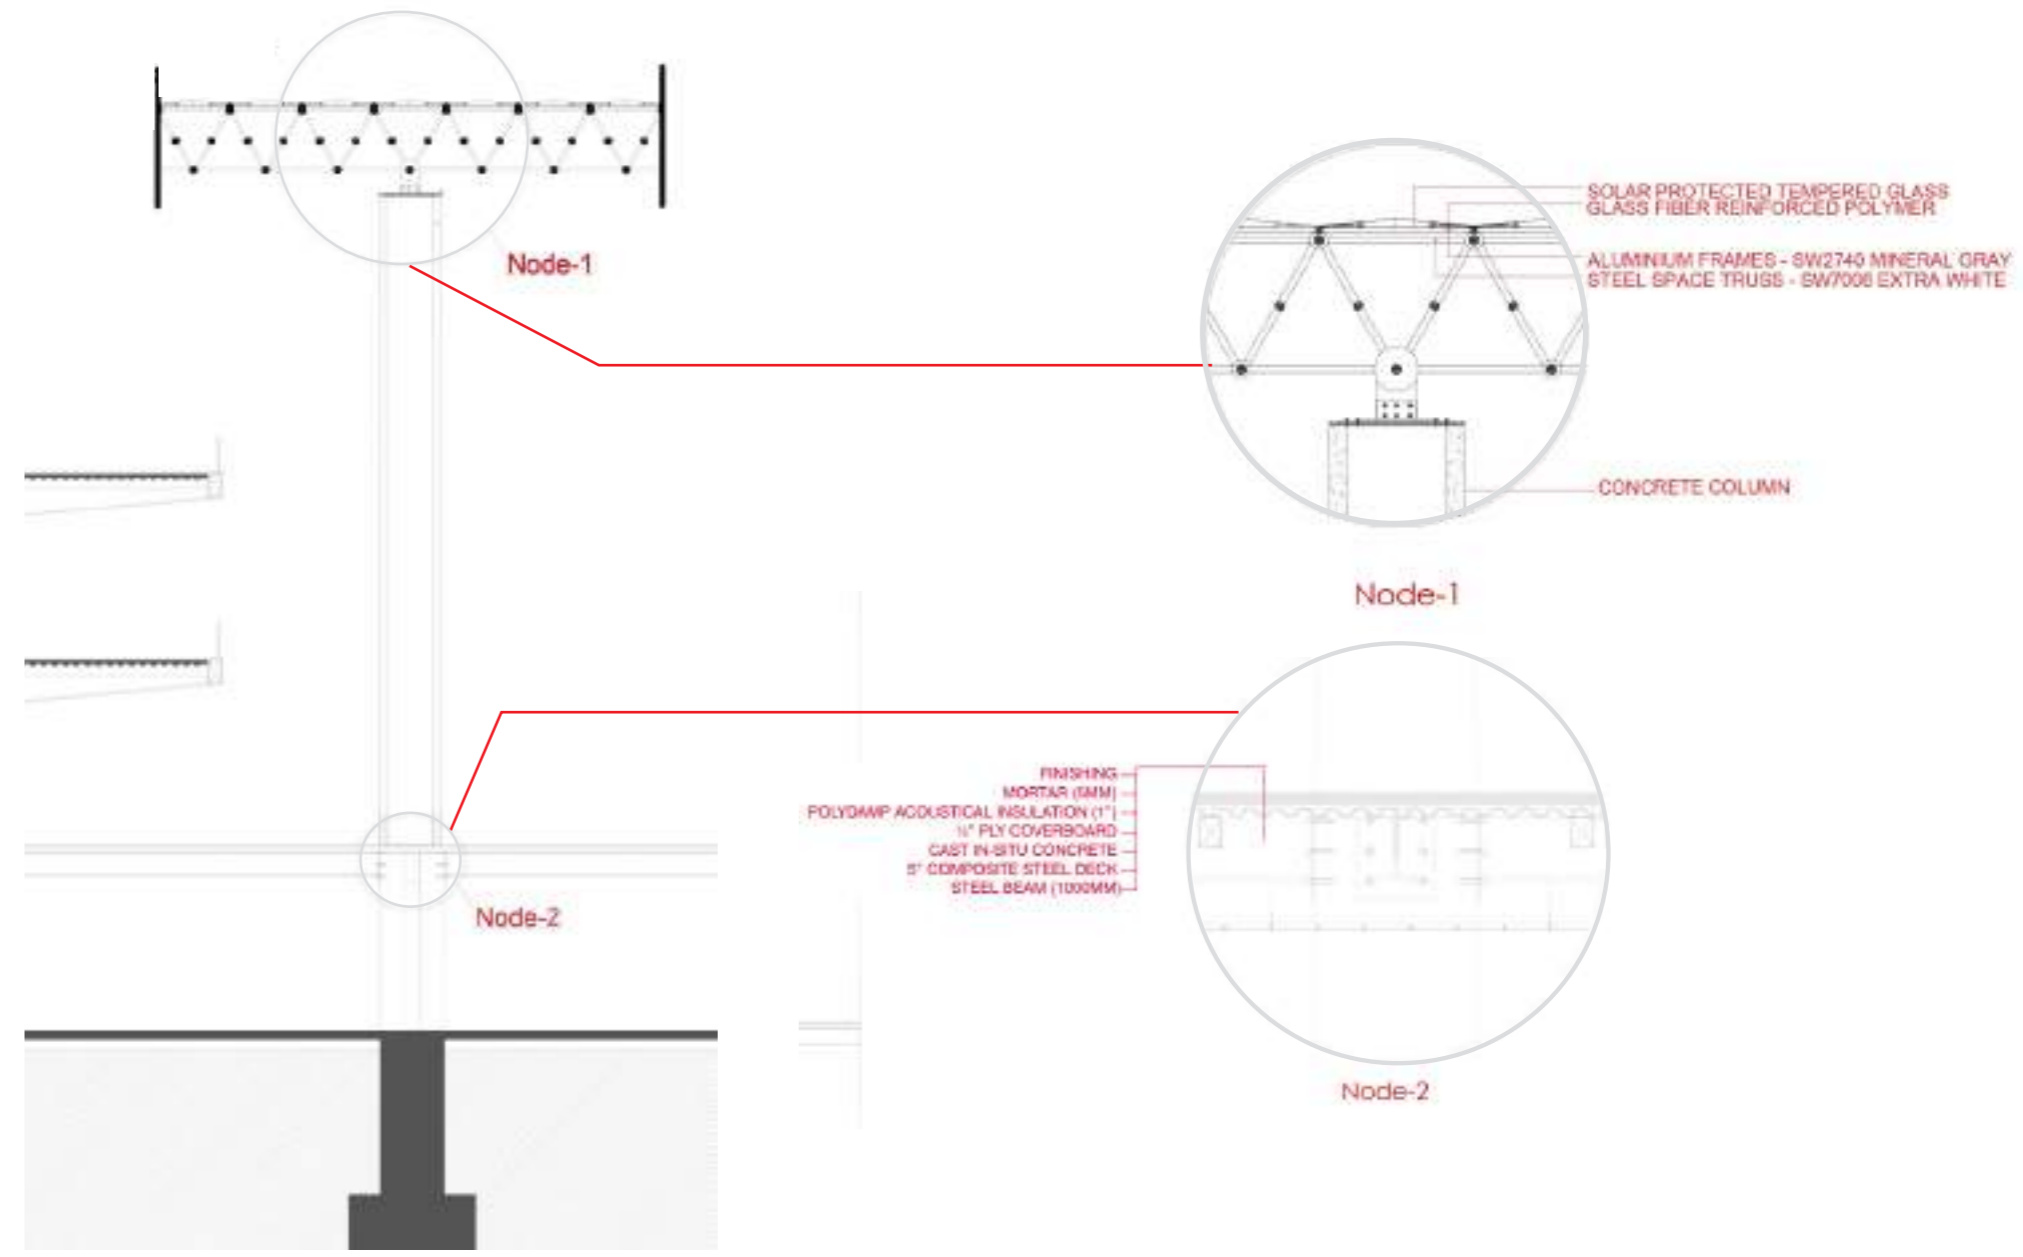 Node-1
SOLAR PROTECTED TEMPERED GLASS
GLASS FIBER REINFORCED POLYMER
ALUMINIUM FRAMES - SW2740 MINERAL GRAY
STEEL SPACE TRUSS - SW7006 EXTRA WHITE
CONCRETE COLUMN
Node-1
FINISHING
MORTAR (6MM)
POLYDAMP ACOUSTICAL INSULATION (1")
½" PLY COVERBOARD
CAST IN-SITU CONCRETE
5" COMPOSITE STEEL DECK
STEEL BEAM (1000MM)
Node-2
Node-2